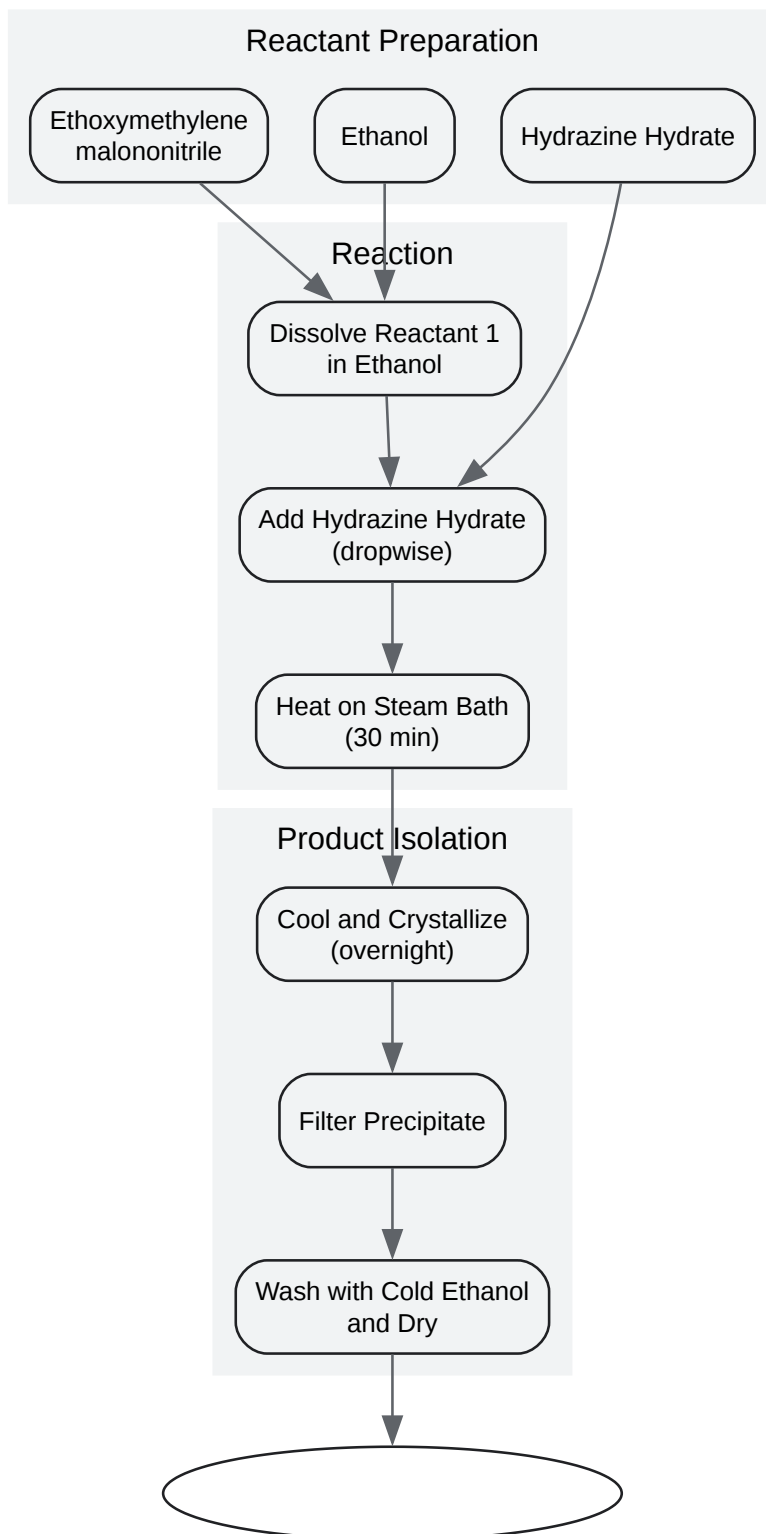 Reactant Preparation
Ethoxymethylene
malononitrile
Ethanol
Hydrazine Hydrate
Reaction
Dissolve Reactant 1
in Ethanol
Add Hydrazine Hydrate
(dropwise)
Heat on Steam Bath
(30 min)
Product Isolation
Cool and Crystallize
(overnight)
Filter Precipitate
Wash with Cold Ethanol
and Dry